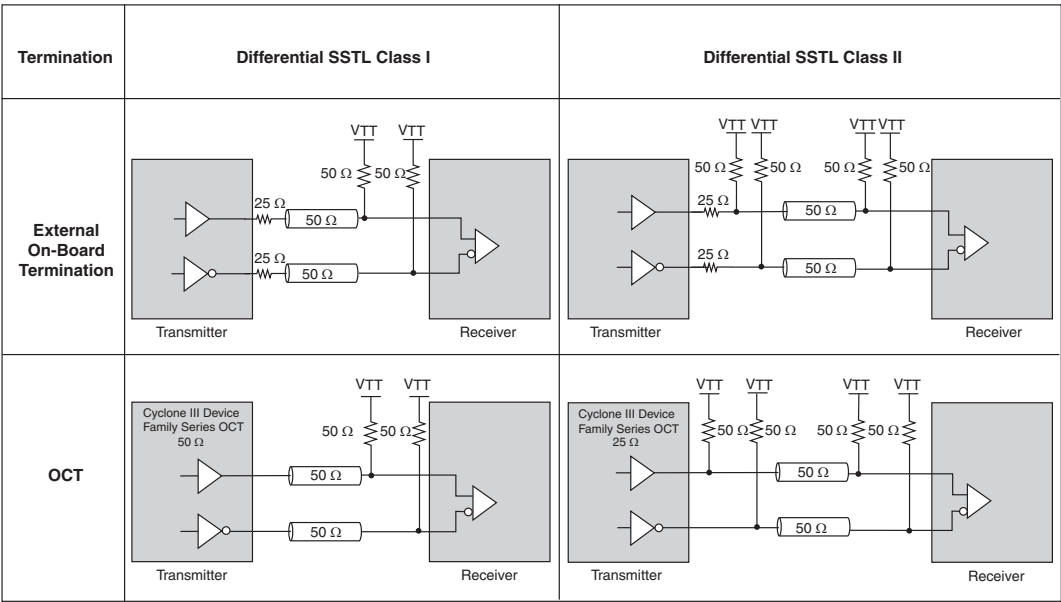 Termination
Differential SSTL Class I
Differential SSTL Class II
External
On-Board
Termination
VTT VTT
50 Ω 50 Ω
25 Ω
50 Ω
25 Ω
50 Ω
Transmitter
Receiver
VTT VTT VTT VTT
50 Ω 50 Ω 50 Ω 50 Ω
25 Ω
50 Ω
25 Ω
50 Ω
Transmitter
Receiver
OCT
Cyclone III Device
Family Series OCT
50 Ω
VTT VTT
50 Ω 50 Ω
50 Ω
50 Ω
Transmitter
Receiver
Cyclone III Device
Family Series OCT
25 Ω
VTT VTT VTT VTT
50 Ω 50 Ω 50 Ω 50 Ω
50 Ω
50 Ω
Transmitter
Receiver